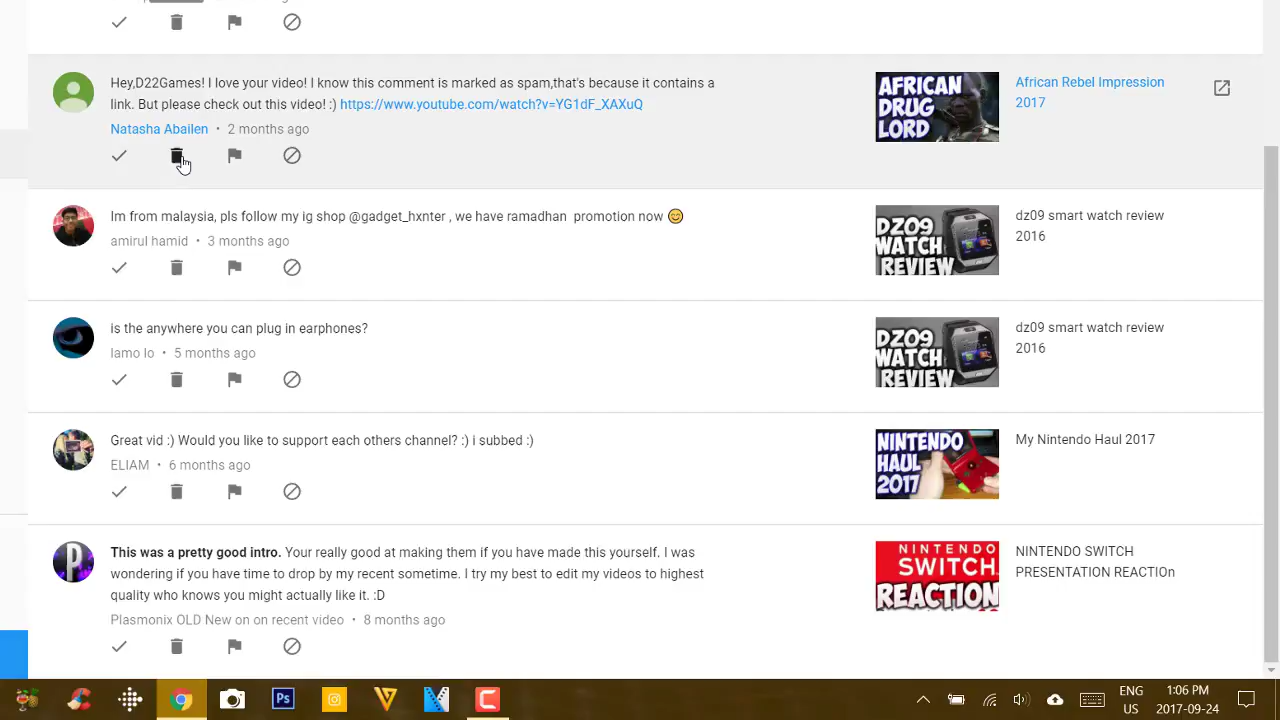 Hey,D22Games! I love your video! I know this comment is marked as spam,that's because it contains a
link. But please check out this video! :) https://www.youtube.com/watch?v=YG1dF_XAXuQ
Natasha Abailen • 2 months ago
AFRICAN
DRUG
LORD
African Rebel Impression
2017
Im from malaysia, pls follow my ig shop @gadget_hxnter , we have ramadhan promotion now 😊
amirul hamid • 3 months ago
DZ09
WATCH
REVIEW
dz09 smart watch review
2016
is the anywhere you can plug in earphones?
lamo lo • 5 months ago
DZ09
WATCH
REVIEW
dz09 smart watch review
2016
Great vid :) Would you like to support each others channel? :) i subbed :)
ELIAM • 6 months ago
NINTENDO
HAUL
2017
My Nintendo Haul 2017
This was a pretty good intro. Your really good at making them if you have made this yourself. I was
wondering if you have time to drop by my recent sometime. I try my best to edit my videos to highest
quality who knows you might actually like it. :D
Plasmonix OLD New on on recent video • 8 months ago
P
NINTENDO
SWITCH
REACTION
NINTENDO SWITCH
PRESENTATION REACTIOn
Ps
ENG
US
1:06 PM
2017-09-24